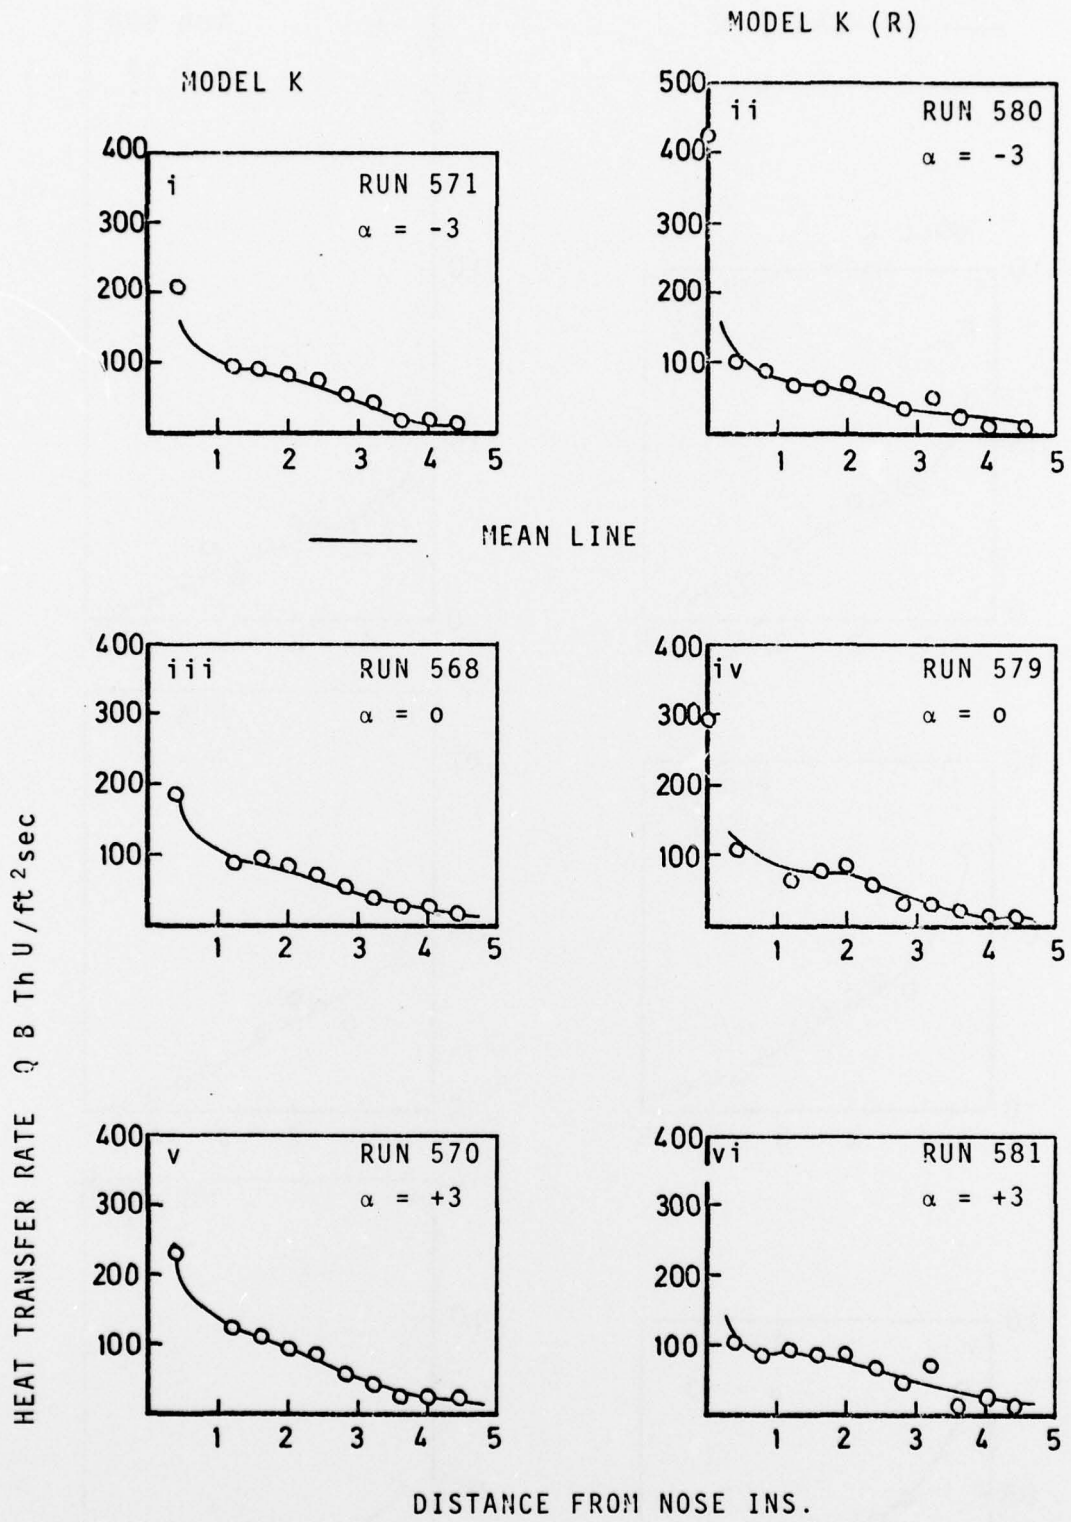 MODEL K (R)
MODEL K
400
300
200
100
i RUN 571
α = -3
1 2 3 4 5
500
400
300
200
100
ii RUN 580
α = -3
1 2 3 4 5
MEAN LINE
400
300
200
100
iii RUN 568
α = o
1 2 3 4 5
400
300
200
100
iv RUN 579
α = o
1 2 3 4 5
HEAT TRANSFER RATE Q B Th U/ft²sec
400
300
200
100
v RUN 570
α = +3
1 2 3 4 5
400
300
200
100
vi RUN 581
α = +3
1 2 3 4 5
DISTANCE FROM NOSE INS.